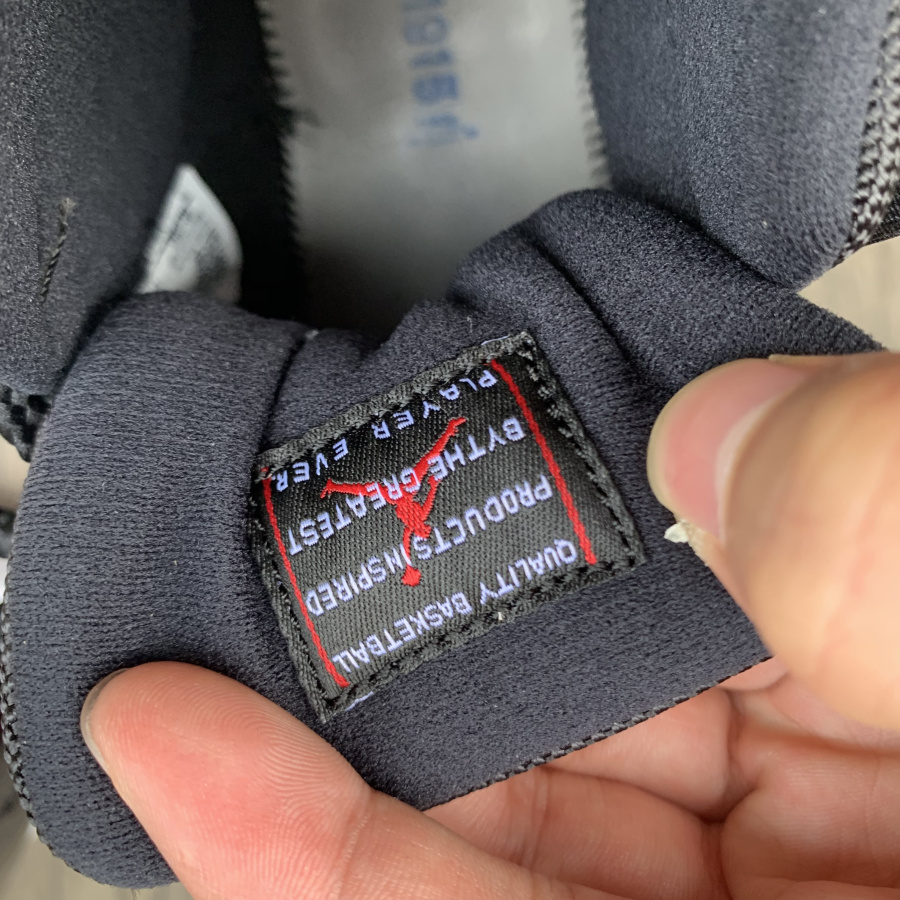 QUALITY BASKETBALL
PRODUCTS INSPIRED
BY THE GREATEST
PLAYER EVER.